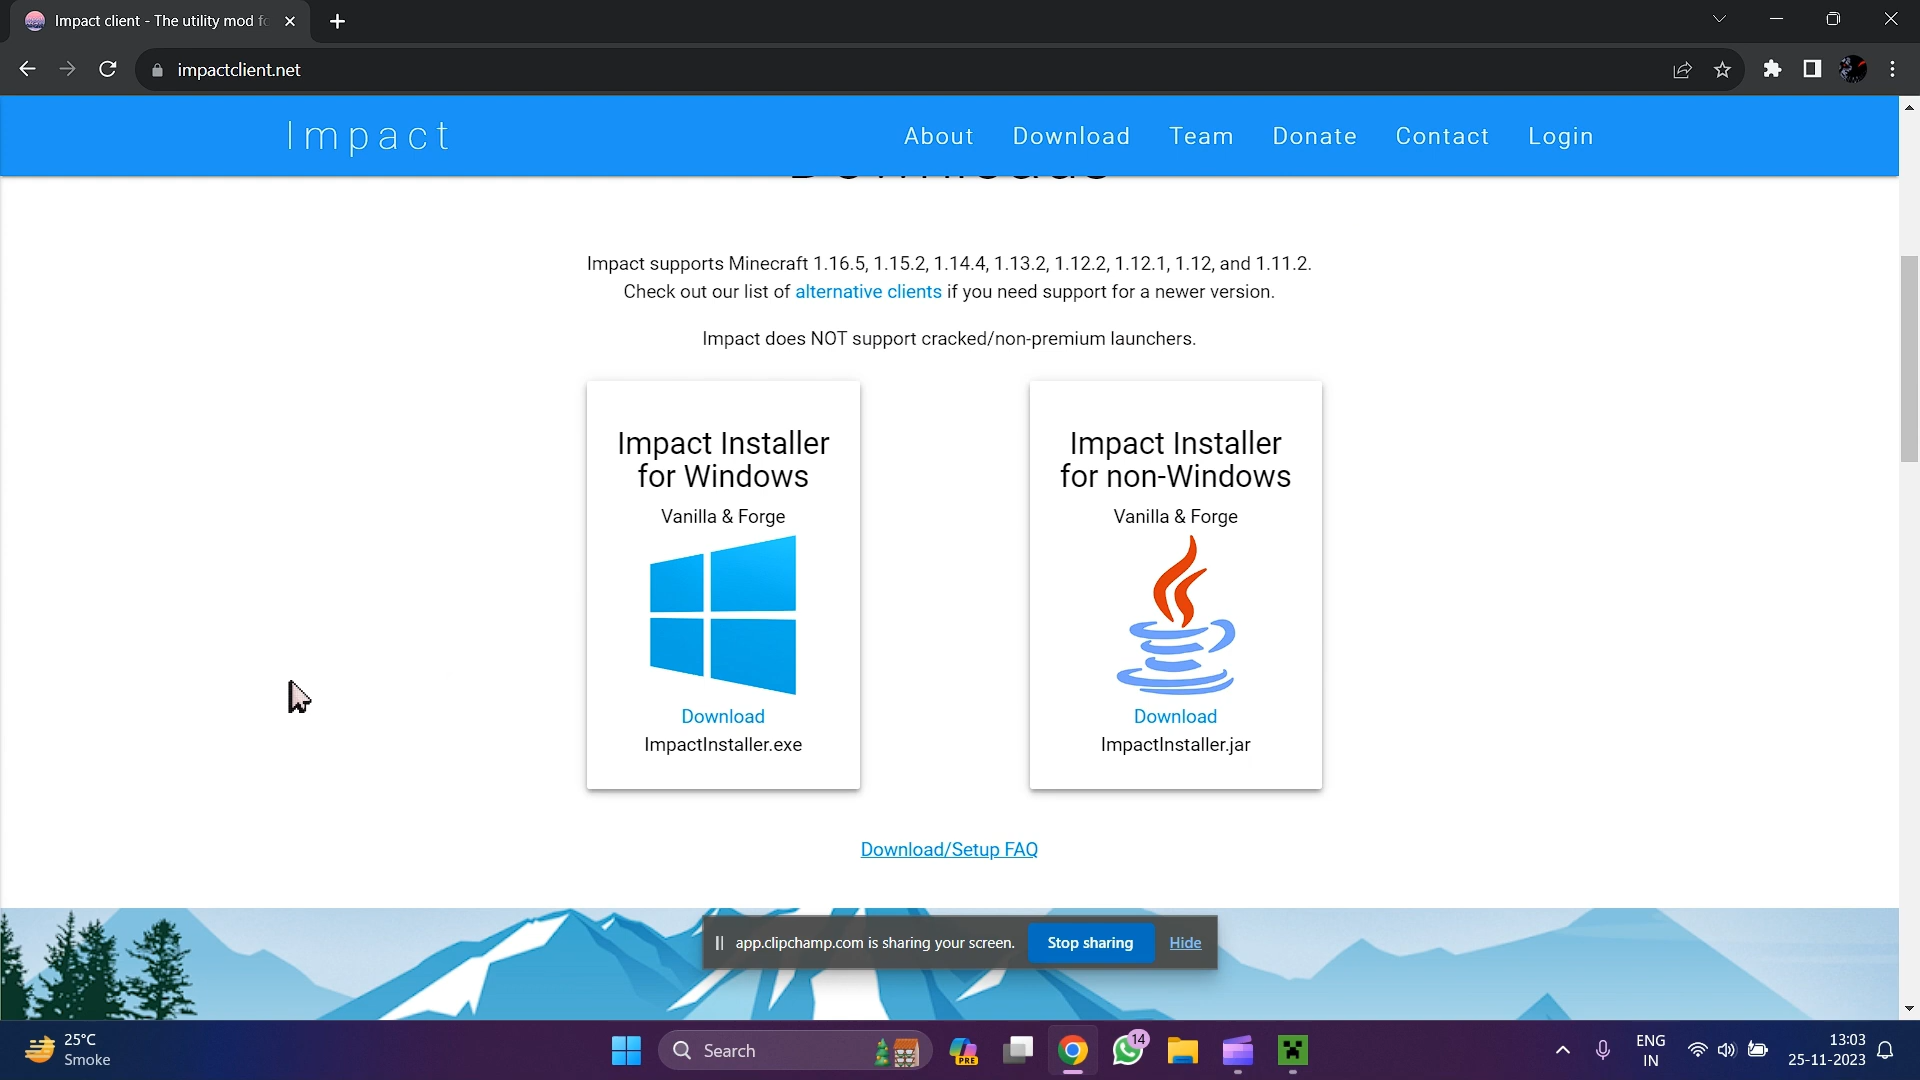 Impact client - The utility mod fo
impactclient.net
Impact
About
Download
Team
Donate
Contact
Login
Downloads
Impact supports Minecraft 1.16.5, 1.15.2, 1.14.4, 1.13.2, 1.12.2, 1.12.1, 1.12, and 1.11.2.
Check out our list of alternative clients if you need support for a newer version.
Impact does NOT support cracked/non-premium launchers.
Impact Installer
for Windows
Vanilla & Forge
Download
ImpactInstaller.exe
Impact Installer
for non-Windows
Vanilla & Forge
Download
ImpactInstaller.jar
Download/Setup FAQ
app.clipchamp.com is sharing your screen.
Stop sharing
Hide
25°C
Smoke
Search
PRE
14
ENG
IN
13:03
25-11-2023